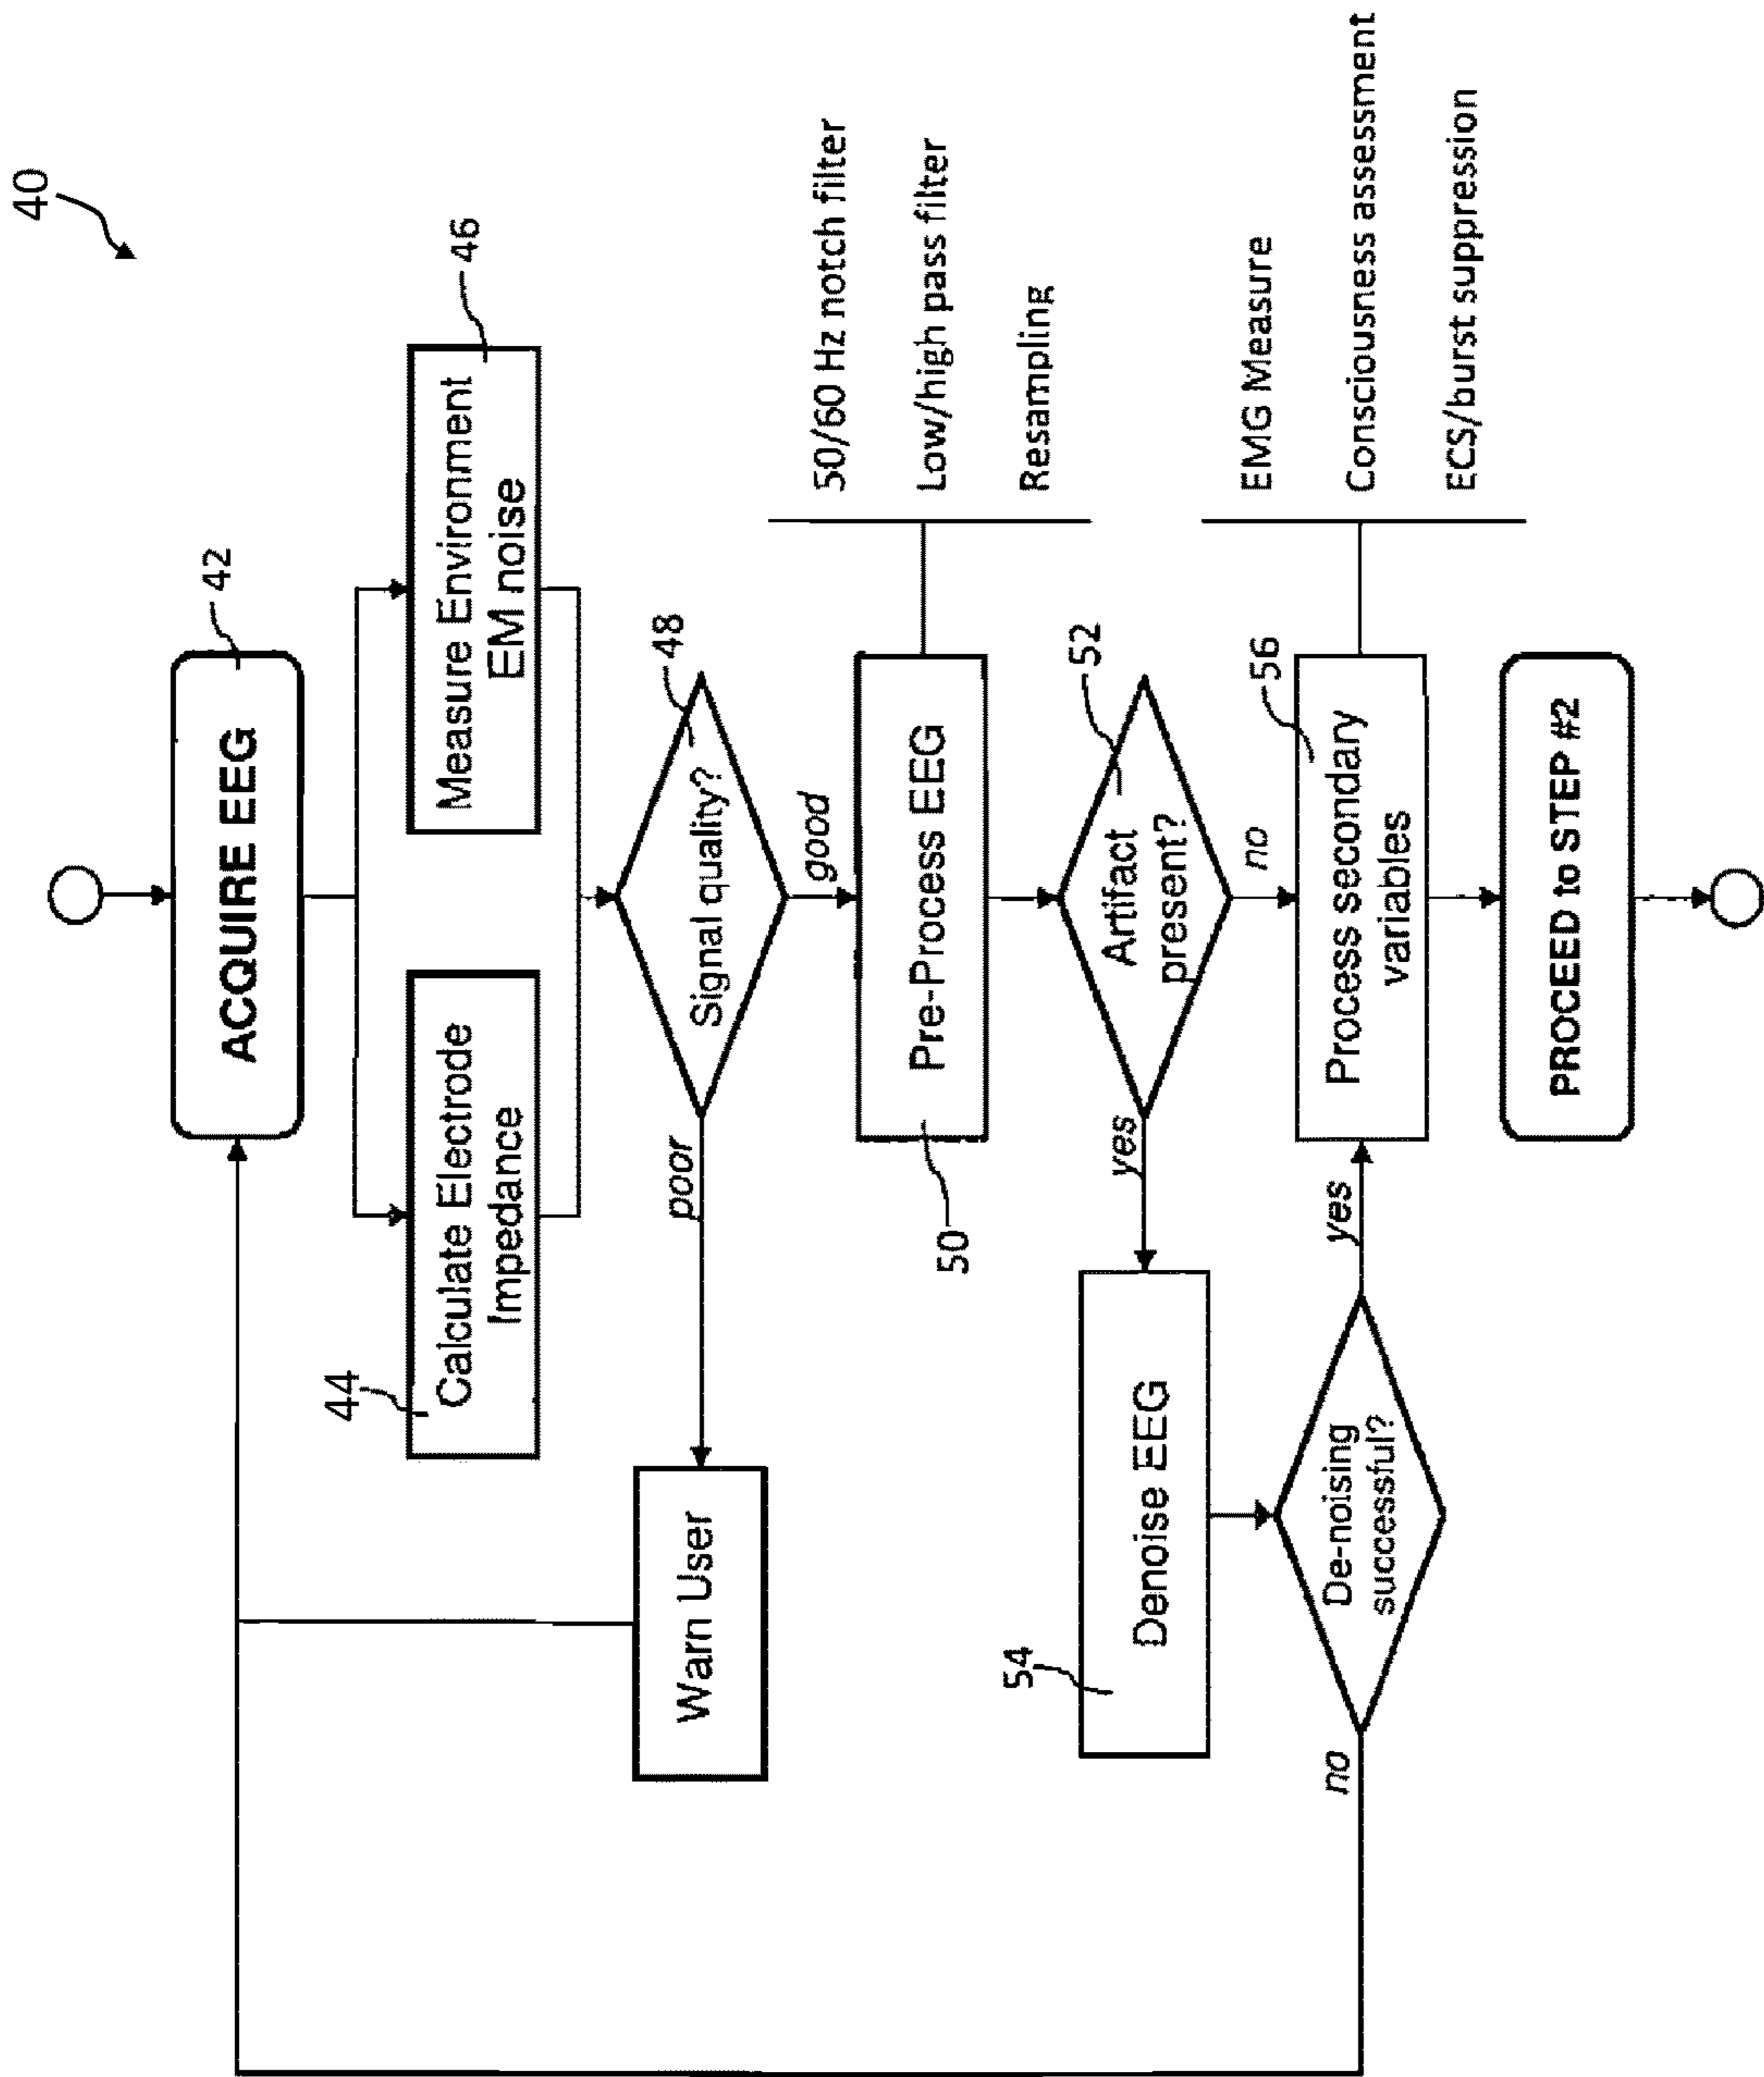 40
ACQUIRE EEG
42
44
Calculate Electrode
Impedance
Measure Environment
EM noise
46
Signal quality?
48
poor
good
Warn User
50
Pre-Process EEG
50/60 Hz notch filter
Low/high pass filter
Resampling
Artifact
present?
52
yes
no
54
Denoise EEG
De-noising
successful?
no
yes
Process secondary
variables
56
EMG Measure
Consciousness assessment
ECS/burst suppression
PROCEED to STEP #2